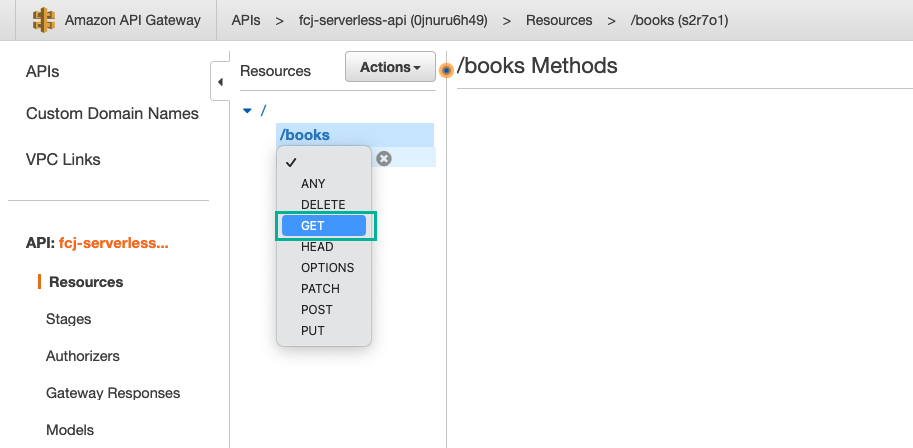 Amazon API Gateway
APIs > fcj-serverless-api (0jnuru6h49) > Resources > /books (s2r7o1)
APIs
Custom Domain Names
VPC Links
API: fcj-serverless...
Resources
Stages
Authorizers
Gateway Responses
Models
Resources
Actions
/
/books
ANY
DELETE
GET
HEAD
OPTIONS
PATCH
POST
PUT
/books Methods